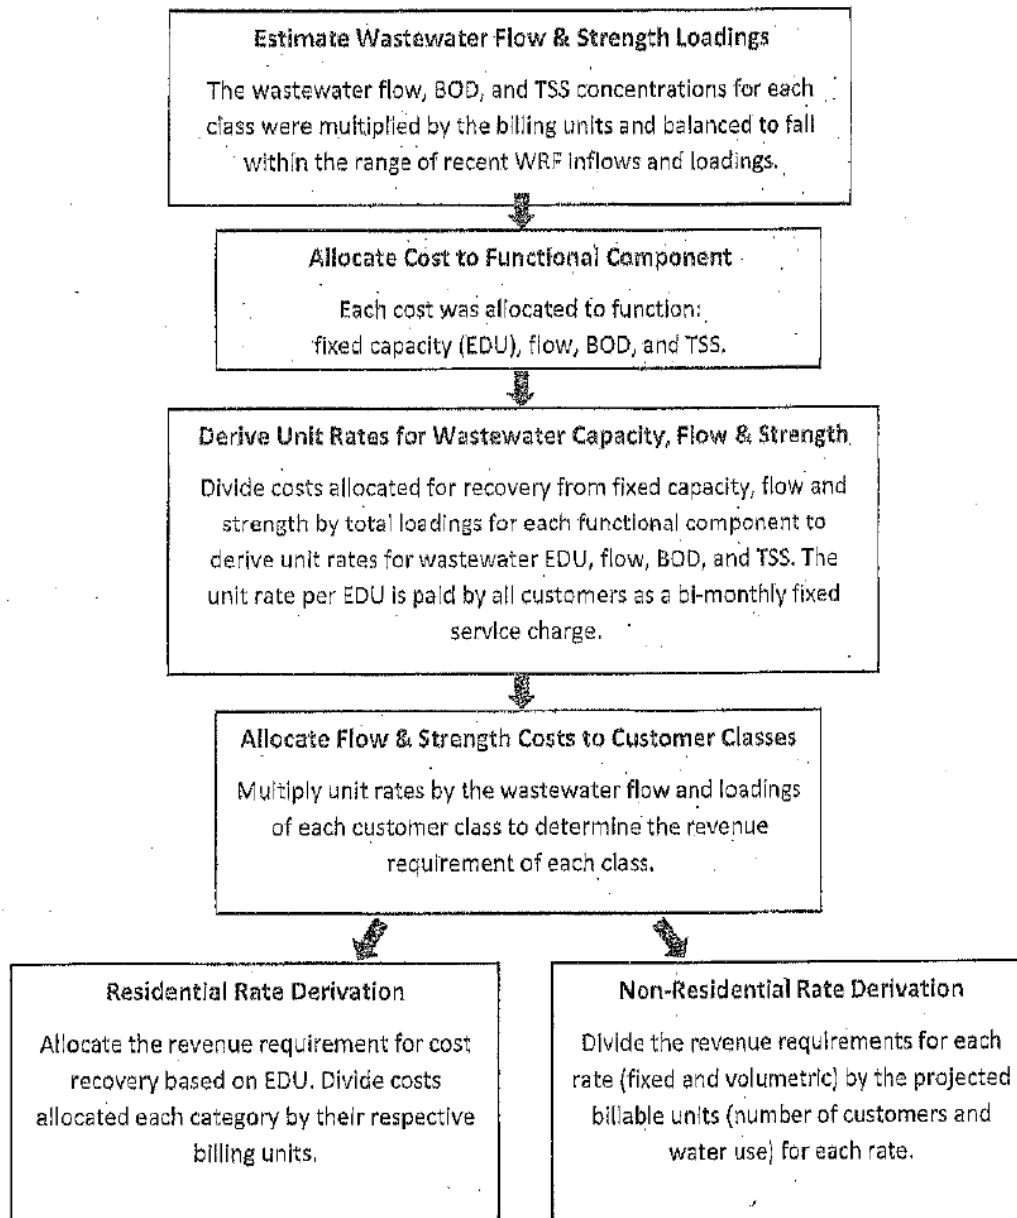 Estimate Wastewater Flow & Strength Loadings
The wastewater flow, BOD, and TSS concentrations for each
class were multiplied by the billing units and balanced to fall
within the range of recent WRF inflows and loadings.
Allocate Cost to Functional Component
Each cost was allocated to function:
fixed capacity (EDU), flow, BOD, and TSS.
Derive Unit Rates for Wastewater Capacity, Flow & Strength
Divide costs allocated for recovery from fixed capacity, flow and
strength by total loadings for each functional component to
derive unit rates for wastewater EDU, flow, BOD, and TSS. The
unit rate per EDU is paid by all customers as a bi-monthly fixed
service charge.
Allocate Flow & Strength Costs to Customer Classes
Multiply unit rates by the wastewater flow and loadings
of each customer class to determine the revenue
requirement of each class.
Residential Rate Derivation
Allocate the revenue requirement for cost
recovery based on EDU. Divide costs
allocated each category by their respective
billing units.
Non-Residential Rate Derivation
Divide the revenue requirements for each
rate (fixed and volumetric) by the projected
billable units (number of customers and
water use) for each rate.